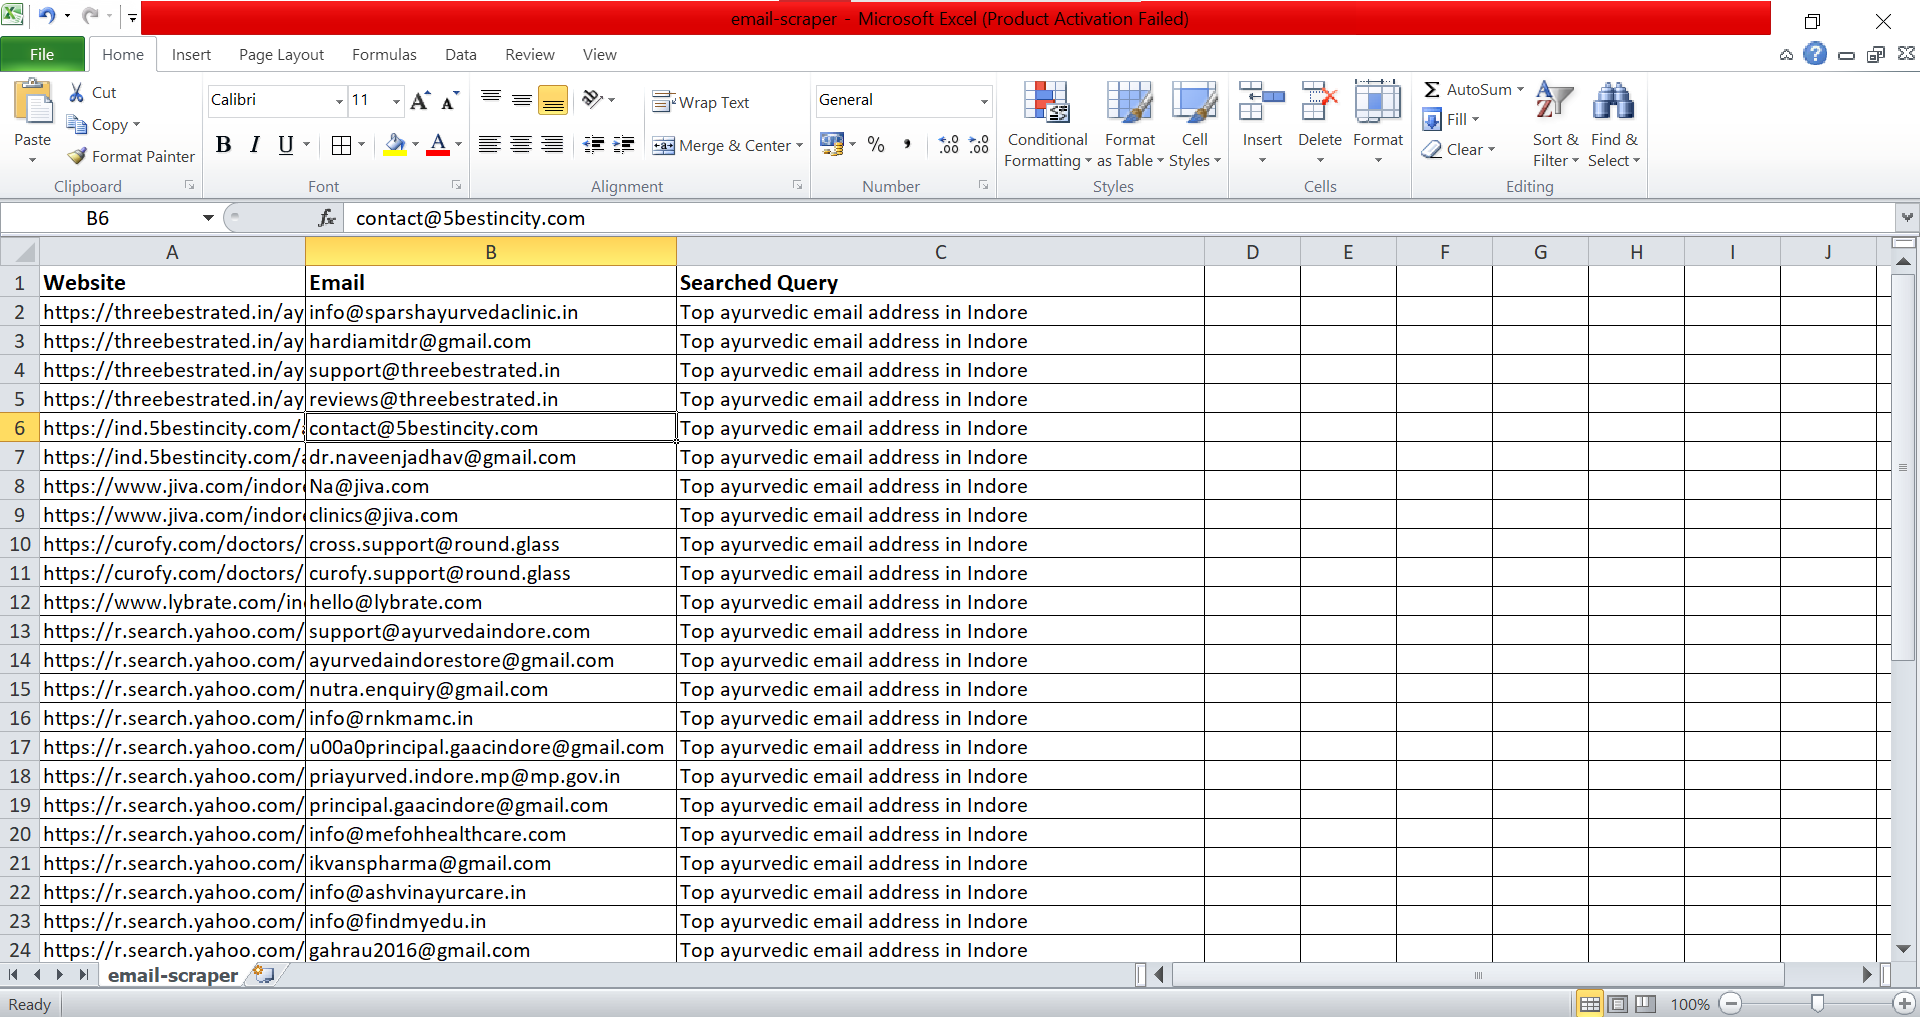 email-scraper - Microsoft Excel (Product Activation Failed)
File Home Insert Page Layout Formulas Data Review View
Cut
Copy
Format Painter
Paste
Clipboard
Calibri 11
B I U A
Font
Wrap Text
Merge & Center
Alignment
General
% ,
Number
Conditional Formatting
Format as Table
Cell Styles
Styles
Insert Delete Format
Cells
AutoSum
Fill
Clear
Sort & Filter
Find & Select
Editing
B6 fx contact@5bestincity.com
A B C D E F G H I J
1 Website Email Searched Query
2 https://threebestrated.in/ay info@sparshayurvedaclinic.in Top ayurvedic email address in Indore
3 https://threebestrated.in/ay hardiamitdr@gmail.com Top ayurvedic email address in Indore
4 https://threebestrated.in/ay support@threebestrated.in Top ayurvedic email address in Indore
5 https://threebestrated.in/ay reviews@threebestrated.in Top ayurvedic email address in Indore
6 https://ind.5bestincity.com/a contact@5bestincity.com Top ayurvedic email address in Indore
7 https://ind.5bestincity.com/a dr.naveenjadhav@gmail.com Top ayurvedic email address in Indore
8 https://www.jiva.com/indor Na@jiva.com Top ayurvedic email address in Indore
9 https://www.jiva.com/indor clinics@jiva.com Top ayurvedic email address in Indore
10 https://curofy.com/doctors/ cross.support@round.glass Top ayurvedic email address in Indore
11 https://curofy.com/doctors/ curofy.support@round.glass Top ayurvedic email address in Indore
12 https://www.lybrate.com/in hello@lybrate.com Top ayurvedic email address in Indore
13 https://r.search.yahoo.com/ support@ayurvedaindore.com Top ayurvedic email address in Indore
14 https://r.search.yahoo.com/ ayurvedaindorestore@gmail.com Top ayurvedic email address in Indore
15 https://r.search.yahoo.com/ nutra.enquiry@gmail.com Top ayurvedic email address in Indore
16 https://r.search.yahoo.com/ info@rnkmamc.in Top ayurvedic email address in Indore
17 https://r.search.yahoo.com/ u00a0principal.gaacindore@gmail.com Top ayurvedic email address in Indore
18 https://r.search.yahoo.com/ priayurved.indore.mp@mp.gov.in Top ayurvedic email address in Indore
19 https://r.search.yahoo.com/ principal.gaacindore@gmail.com Top ayurvedic email address in Indore
20 https://r.search.yahoo.com/ info@mefohhealthcare.com Top ayurvedic email address in Indore
21 https://r.search.yahoo.com/ ikvanspharma@gmail.com Top ayurvedic email address in Indore
22 https://r.search.yahoo.com/ info@ashvinayurcare.in Top ayurvedic email address in Indore
23 https://r.search.yahoo.com/ info@findmyedu.in Top ayurvedic email address in Indore
24 https://r.search.yahoo.com/ gahrau2016@gmail.com Top ayurvedic email address in Indore
email-scraper
Ready 100%